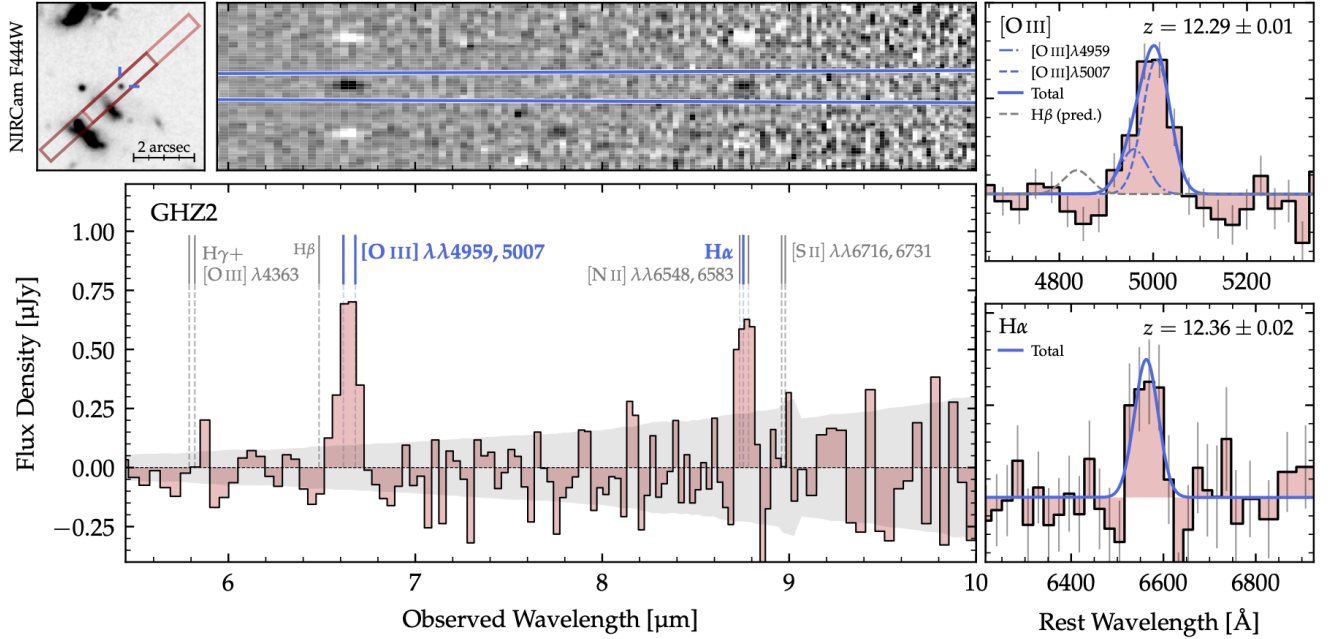 NIRCam F444W
2 arcsec
GHZ2
Hγ+
[O III] λ4363
Hβ
[O III] λλ4959, 5007
Hα
[N II] λλ6548, 6583
[S II] λλ6716, 6731
1.00
0.75
0.50
0.25
0.00
−0.25
Flux Density [μJy]
6
7
8
9
10
Observed Wavelength [μm]
[O III]
z = 12.29 ± 0.01
[O III]λ4959
[O III]λ5007
Total
Hβ (pred.)
4800
5000
5200
Hα
z = 12.36 ± 0.02
Total
6400
6600
6800
Rest Wavelength [Å]